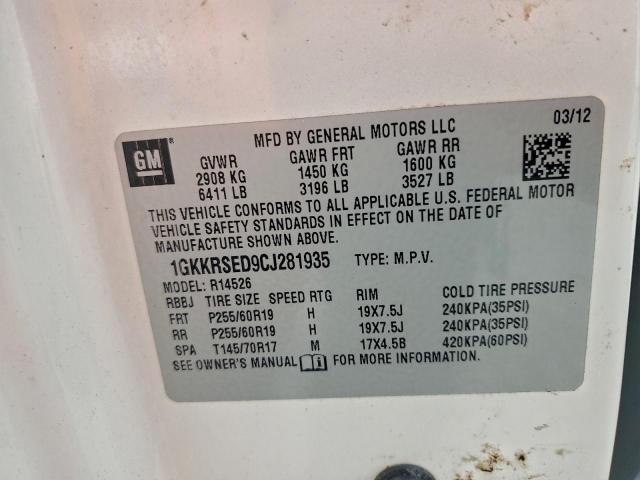 03/12
MFD BY GENERAL MOTORS LLC
GM
GVWR GAWR FRT GAWR RR
2908 KG 1450 KG 1600 KG
6411 LB 3196 LB 3527 LB
THIS VEHICLE CONFORMS TO ALL APPLICABLE U.S. FEDERAL MOTOR
VEHICLE SAFETY STANDARDS IN EFFECT ON THE DATE OF
MANUFACTURE SHOWN ABOVE.
1GKKRSED9CJ281935 TYPE: M.P.V.
MODEL: R14526
RBBJ TIRE SIZE SPEED RTG RIM COLD TIRE PRESSURE
FRT P255/60R19 H 19X7.5J 240KPA(35PSI)
RR P255/60R19 H 19X7.5J 240KPA(35PSI)
SPA T145/70R17 M 17X4.5B 420KPA(60PSI)
SEE OWNER'S MANUAL FOR MORE INFORMATION.